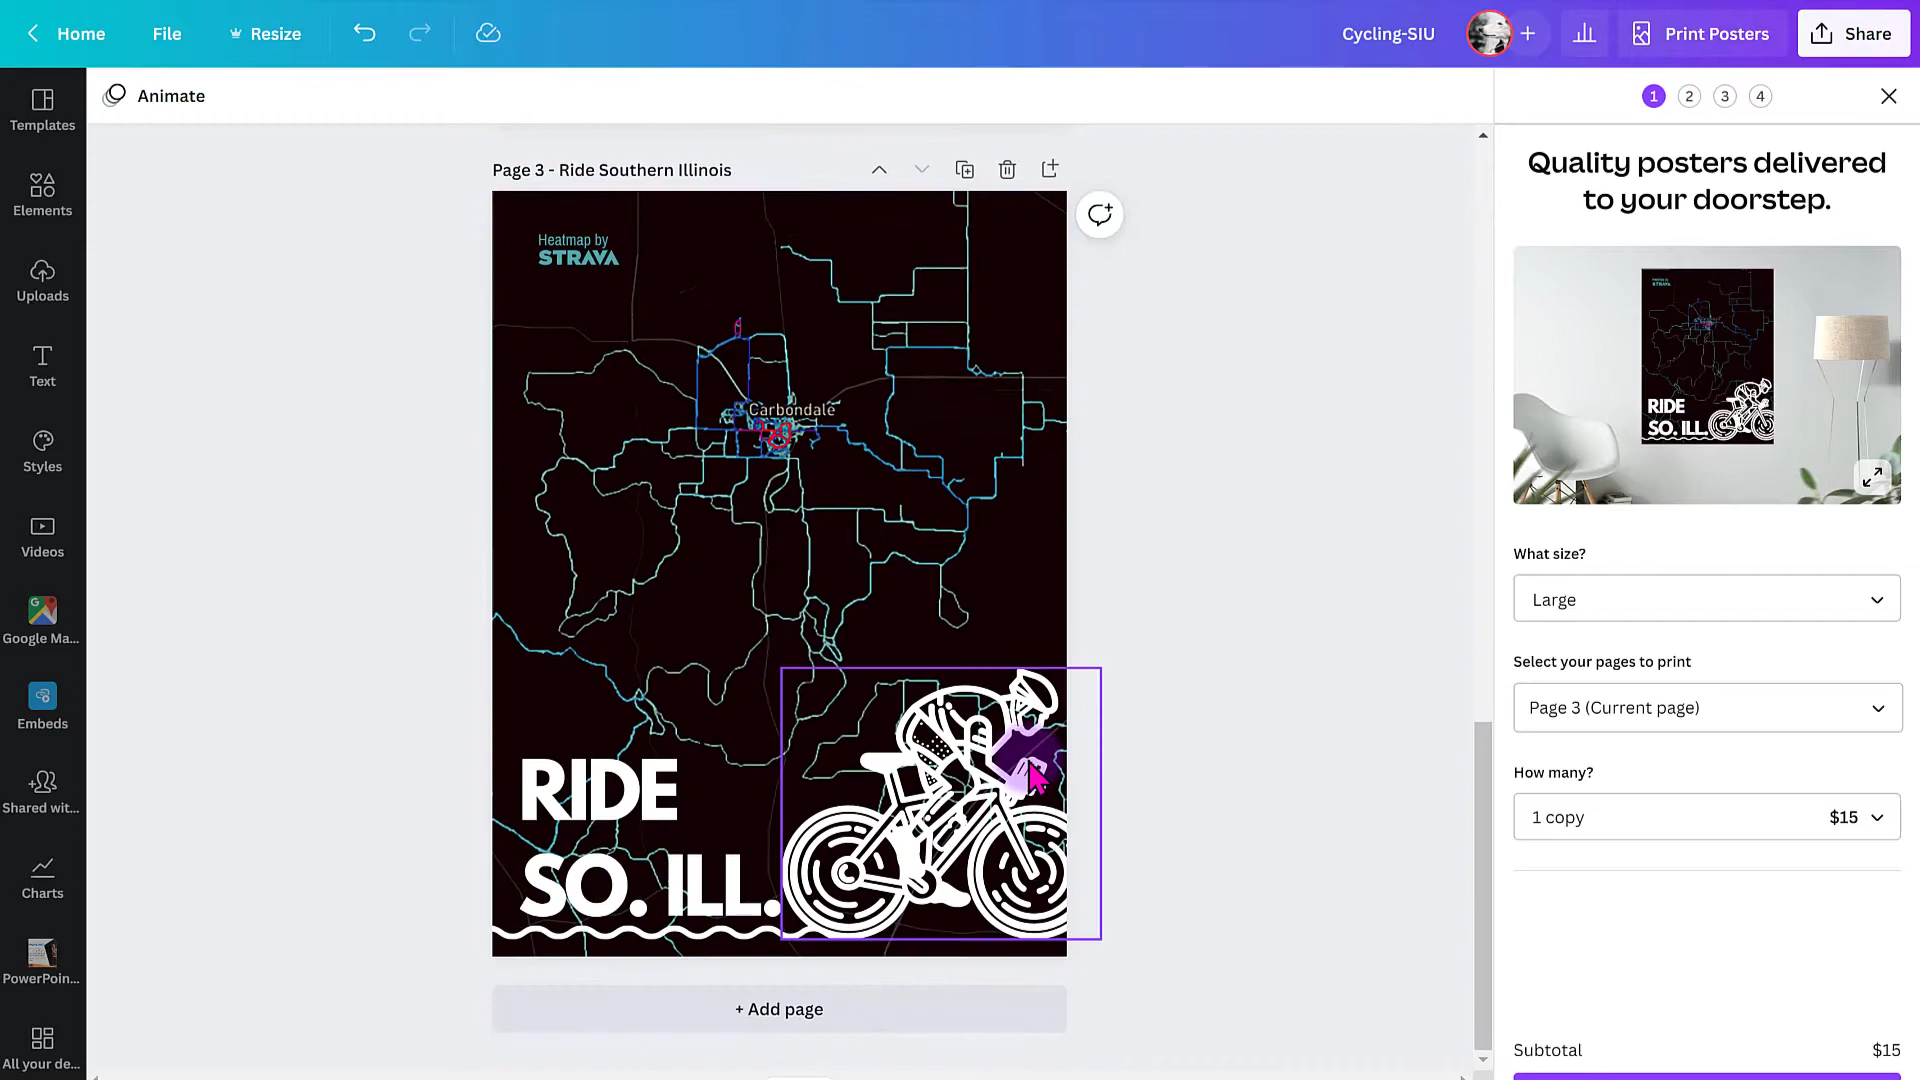 Home File Resize Cycling-SIU Print Posters Share
Templates
Elements
Uploads
Text
Styles
Videos
Google Ma...
Embeds
Shared wit...
Charts
PowerPoin...
All your de...
Animate
Page 3 - Ride Southern Illinois
Heatmap by
STRAVA
Carbondale
RIDE
SO. ILL.
+ Add page
1 2 3 4
Quality posters delivered
to your doorstep.
RIDE
SO. ILL.
What size?
Large
Select your pages to print
Page 3 (Current page)
How many?
1 copy $15
Subtotal $15